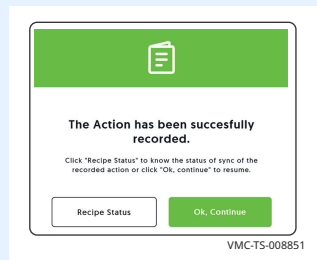 The Action has been succesfully
recorded.
Click "Recipe Status" to know the status of sync of the
recorded action or click "Ok, continue" to resume.
Recipe Status
Ok, Continue
VMC-TS-008851